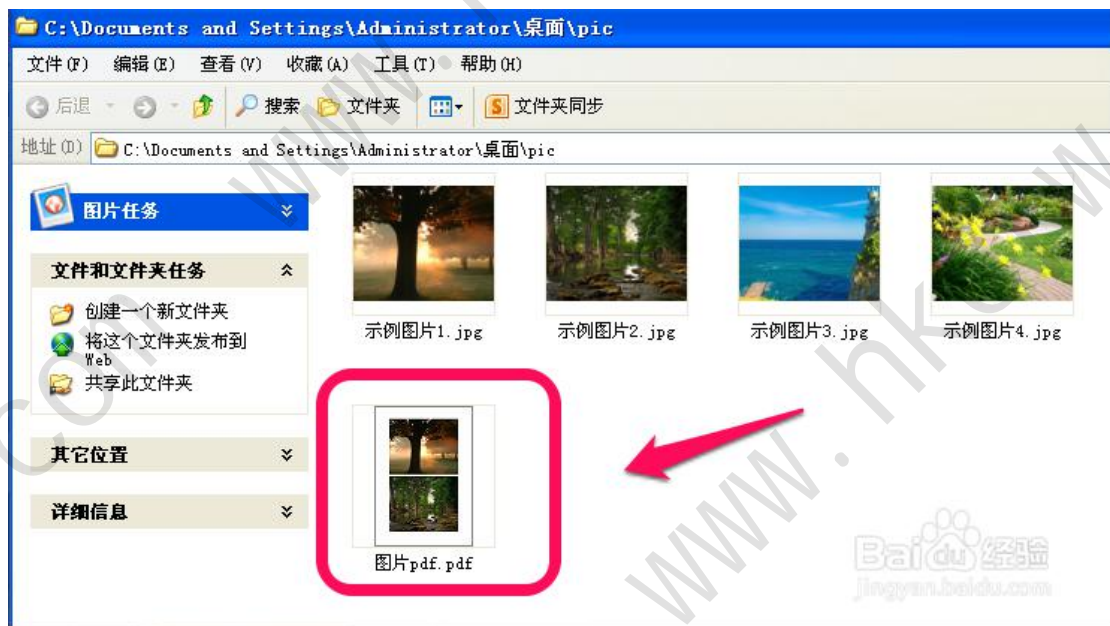 C:\Documents and Settings\Administrator\桌面\pic
文件(F) 编辑(E) 查看(V) 收藏(A) 工具(T) 帮助(H)
后退 搜索 文件夹 文件夹同步
地址(D) C:\Documents and Settings\Administrator\桌面\pic
图片任务
文件和文件夹任务
创建一个新文件夹
将这个文件夹发布到
Web
共享此文件夹
其它位置
详细信息
示例图片1.jpg 示例图片2.jpg 示例图片3.jpg 示例图片4.jpg
图片pdf.pdf
Baidu经验
jingyan.baidu.com